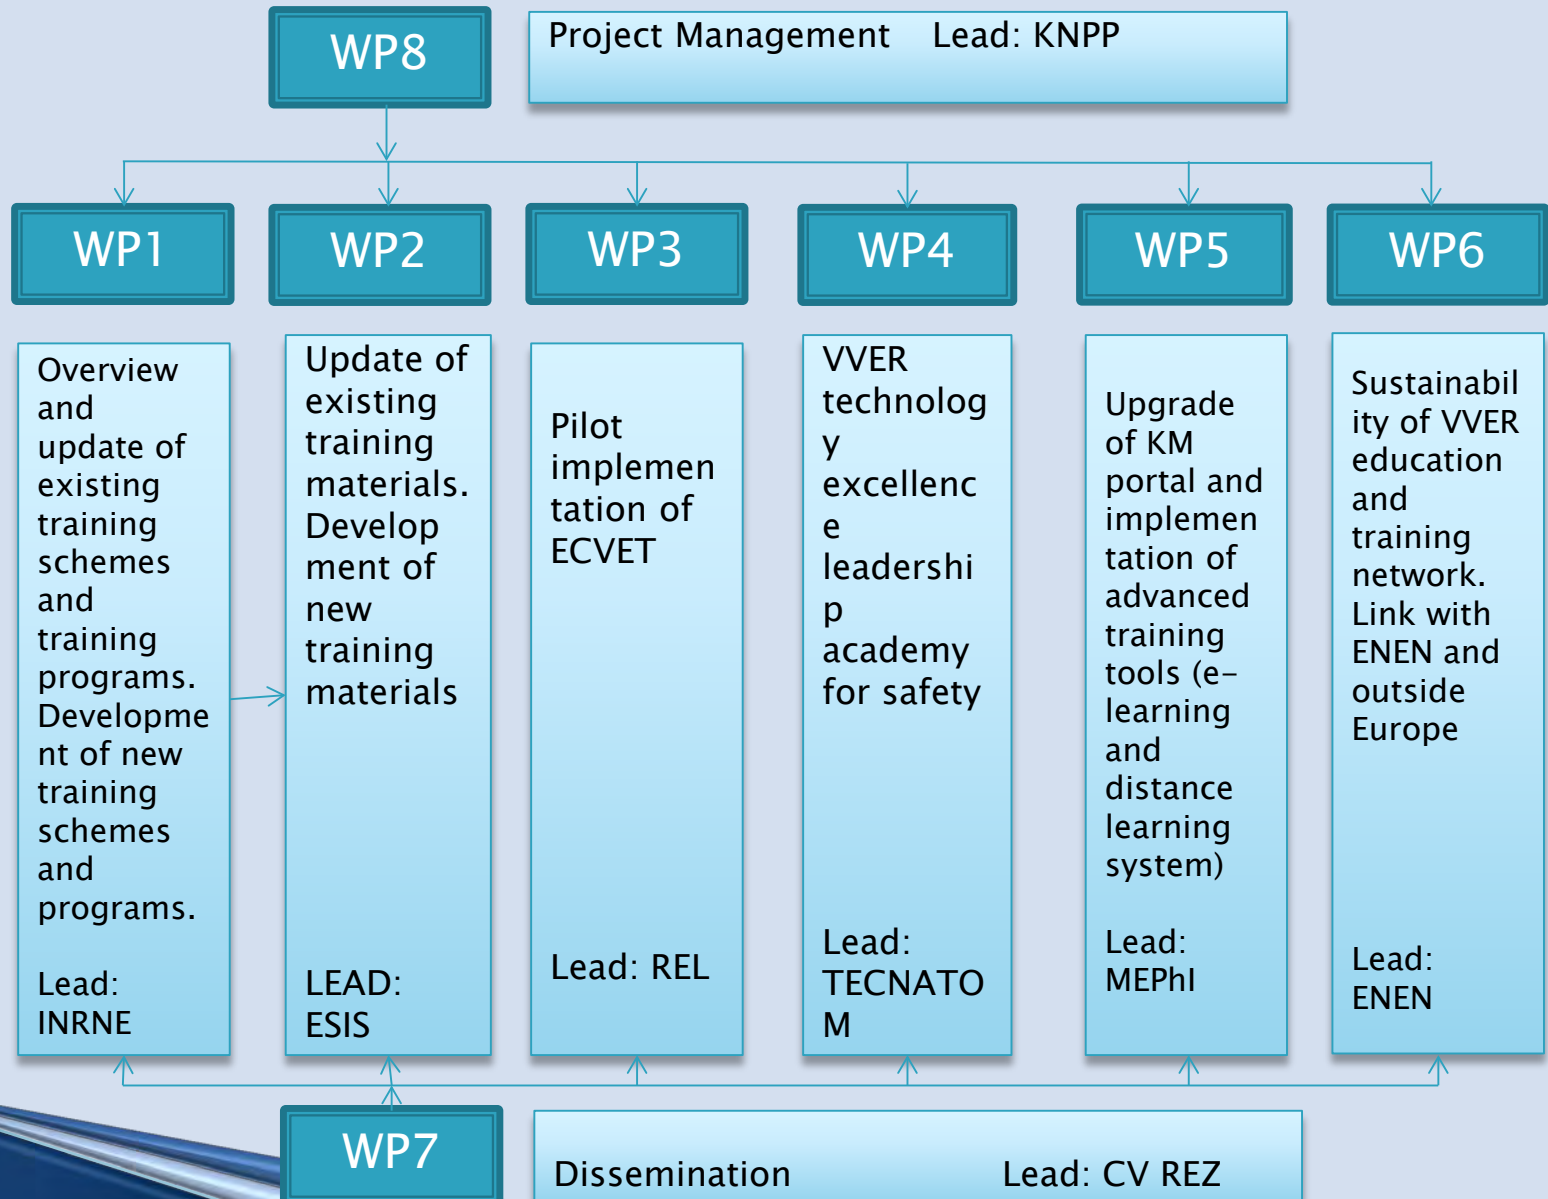 WP8
Project Management Lead: KNPP
WP1
WP2
WP3
WP4
WP5
WP6
Overview
and
update of
existing
training
schemes
and
training
programs.
Developme
nt of new
training
schemes
and
programs.
Lead:
INRNE
Update of
existing
training
materials.
Develop
ment of
new
training
materials
LEAD:
ESIS
Pilot
implemen
tation of
ECVET
Lead: REL
VVER
technolog
y
excellenc
e
leadershi
p
academy
for safety
Lead:
TECNATO
M
Upgrade
of KM
portal and
implemen
tation of
advanced
training
tools (e-
learning
and
distance
learning
system)
Lead:
MEPhI
Sustainabil
ity of VVER
education
and
training
network.
Link with
ENEN and
outside
Europe
Lead:
ENEN
WP7
Dissemination Lead: CV REZ